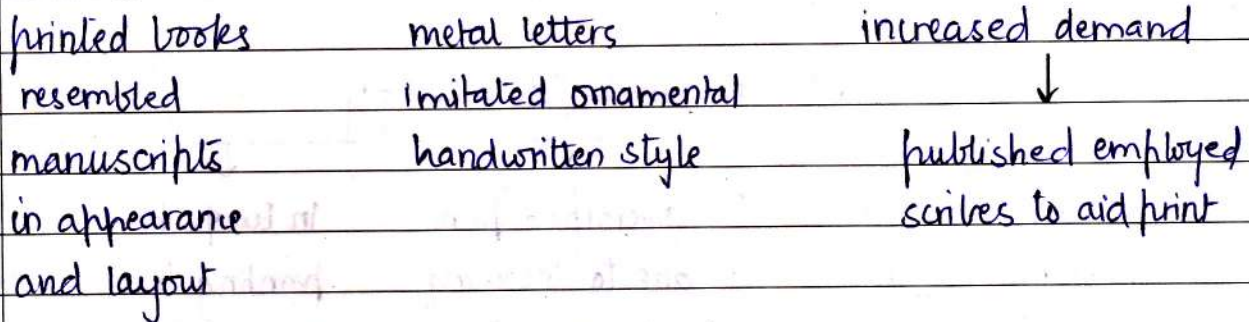 printed books
resembled
manuscripts
in appearance
and layout
metal letters
imitated ornamental
handwritten style
increased demand
↓
published employed
scribes to aid print